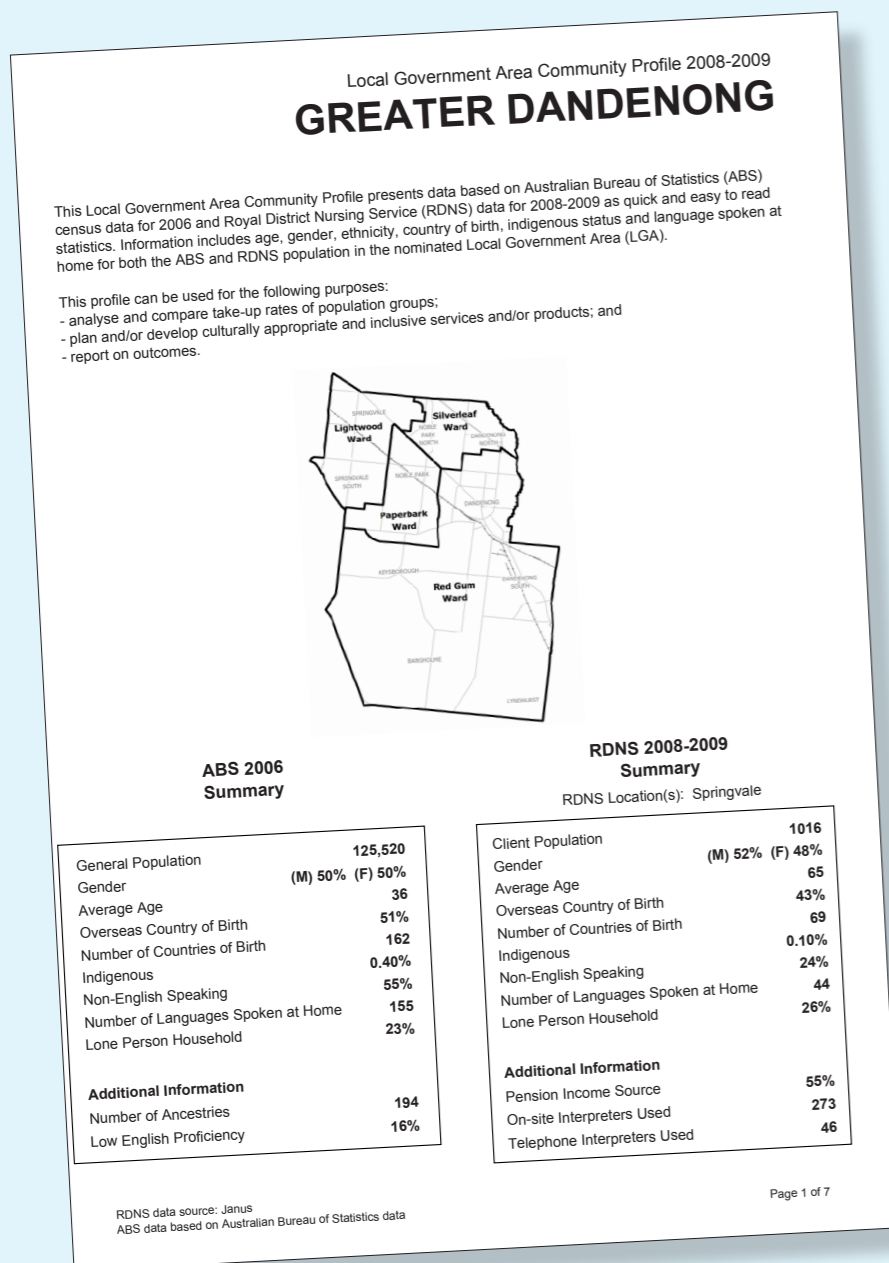 Local Government Area Community Profile 2008-2009
GREATER DANDENONG
This Local Government Area Community Profile presents data based on Australian Bureau of Statistics (ABS)
census data for 2006 and Royal District Nursing Service (RDNS) data for 2008-2009 as quick and easy to read
statistics. Information includes age, gender, ethnicity, country of birth, indigenous status and language spoken at
home for both the ABS and RDNS population in the nominated Local Government Area (LGA).
This profile can be used for the following purposes:
- analyse and compare take-up rates of population groups;
- plan and/or develop culturally appropriate and inclusive services and/or products; and
- report on outcomes.
SPRINGVALE
Lightwood
Ward
Silverleaf
Ward
NOBLE
PARK
NORTH
DANDENONG
NORTH
SPRINGVALE
SOUTH
NOBLE PARK
DANDENONG
Paperbark
Ward
KEYSBOROUGH
Red Gum
Ward
DANDENONG
SOUTH
BANGHOLME
LYNDHURST
ABS 2006
Summary
General Population 125,520
Gender (M) 50% (F) 50%
Average Age 36
Overseas Country of Birth 51%
Number of Countries of Birth 162
Indigenous 0.40%
Non-English Speaking 55%
Number of Languages Spoken at Home 155
Lone Person Household 23%
Additional Information
Number of Ancestries 194
Low English Proficiency 16%
RDNS 2008-2009
Summary
RDNS Location(s): Springvale
Client Population 1016
Gender (M) 52% (F) 48%
Average Age 65
Overseas Country of Birth 43%
Number of Countries of Birth 69
Indigenous 0.10%
Non-English Speaking 24%
Number of Languages Spoken at Home 44
Lone Person Household 26%
Additional Information
Pension Income Source 55%
On-site Interpreters Used 273
Telephone Interpreters Used 46
RDNS data source: Janus
ABS data based on Australian Bureau of Statistics data
Page 1 of 7